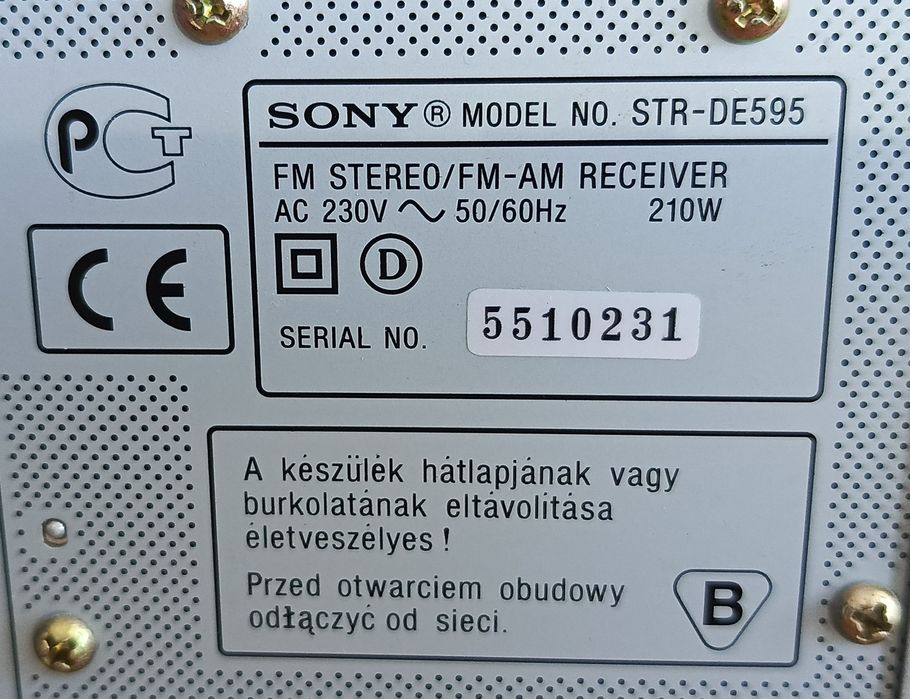 РСТ
SONY® MODEL NO. STR-DE595
FM STEREO/FM-AM RECEIVER
AC 230V ~ 50/60Hz 210W
D
CE
SERIAL NO. 5510231
A készülék hátlapjának vagy
burkolatának eltávolitása
életveszélyes !
Przed otwarciem obudowy
odłączyć od sieci.
B